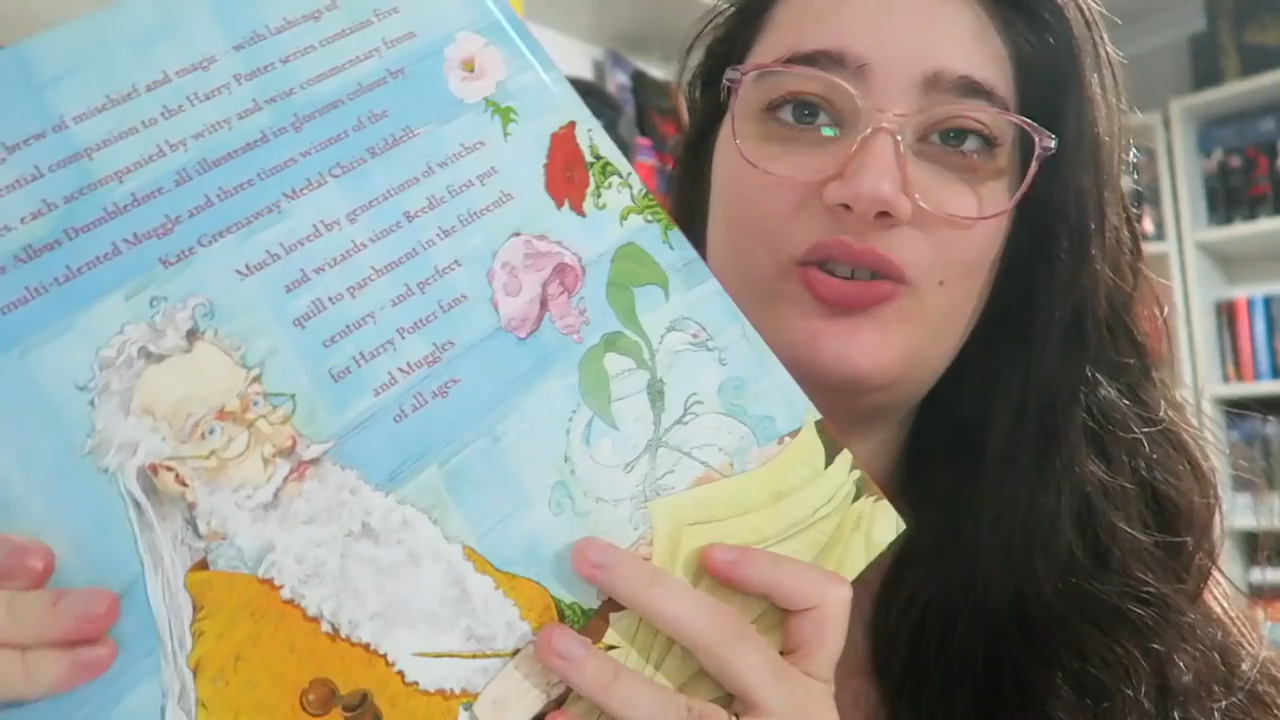 brew of mischief and magic - with lashings of
ential companion to the Harry Potter series contains five
es, each accompanied by witty and wise commentary from
Albus Dumbledore, all illustrated in glorious colour by
multi-talented Muggle and three times winner of the
Kate Greenaway Medal Chris Riddell.
Much loved by generations of witches
and wizards since Beedle first put
quill to parchment in the fifteenth
century - and perfect
for Harry Potter fans
and Muggles
of all ages.